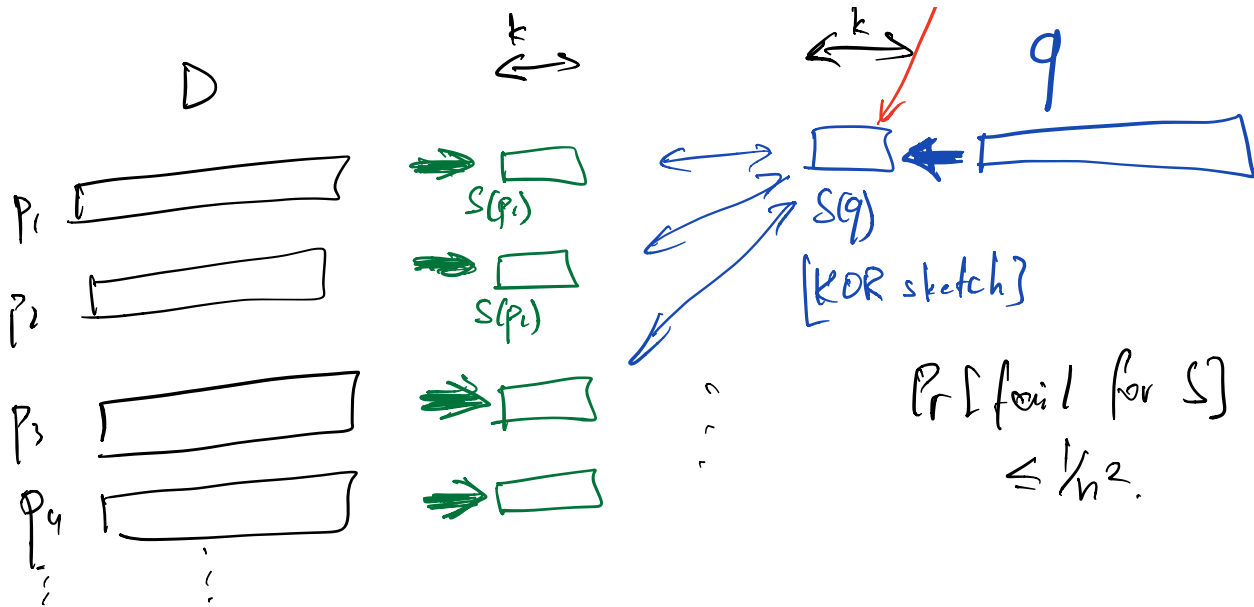 k
k
D
q
p1
S(p1)
S(q)
p2
S(p2)
[KOR sketch]
p3
Pr[fail for S]
≤ 1/n².
p4